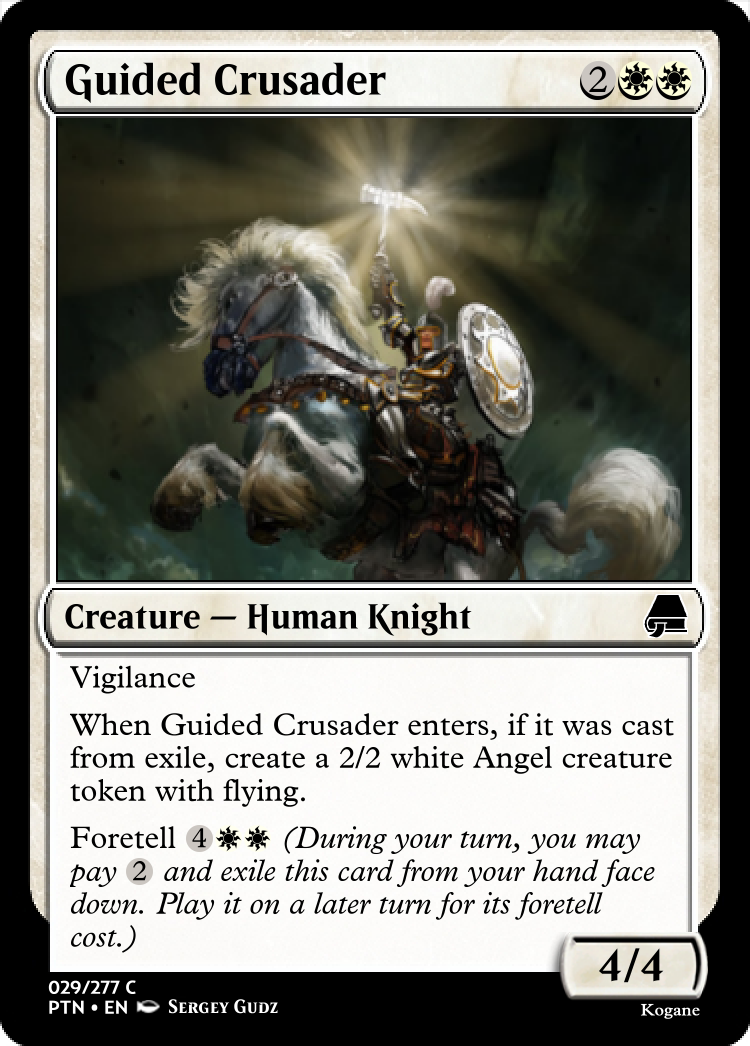 Guided Crusader 2
Creature — Human Knight
Vigilance
When Guided Crusader enters, if it was cast
from exile, create a 2/2 white Angel creature
token with flying.
Foretell 4 (During your turn, you may
pay 2 and exile this card from your hand face
down. Play it on a later turn for its foretell
cost.)
4/4
029/277 C
PTN • EN Sergey Gudz
Kogane